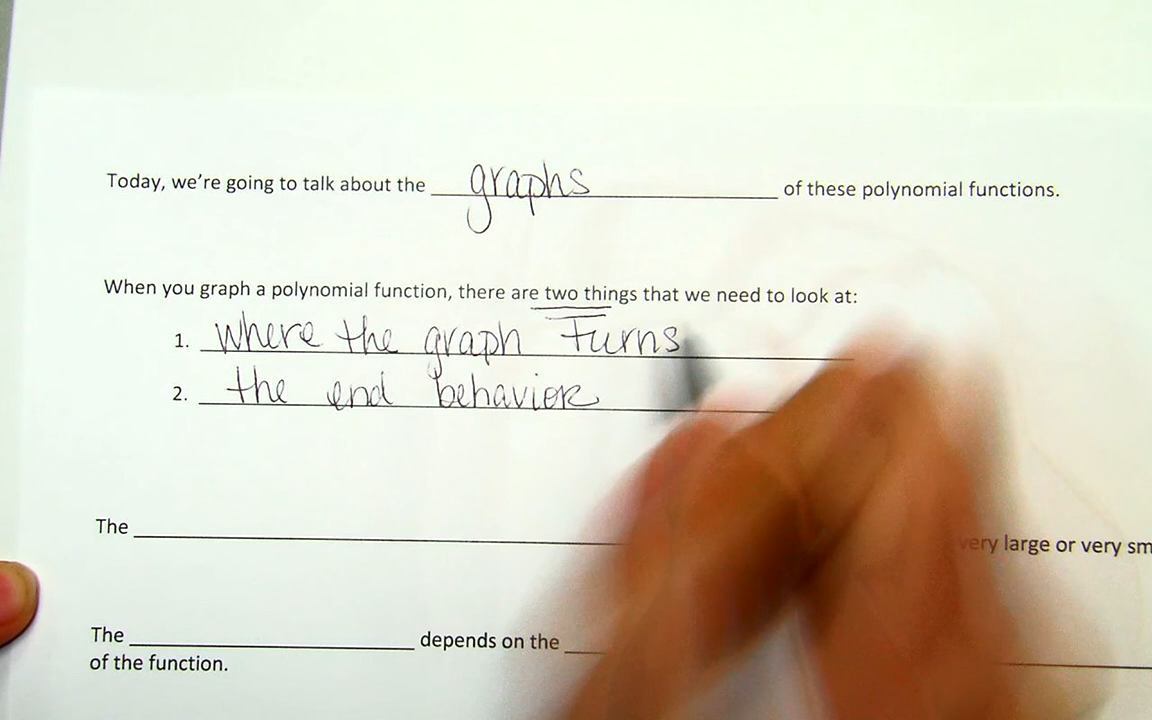 Today, we're going to talk about the graphs of these polynomial functions.
When you graph a polynomial function, there are two things that we need to look at:
1. where the graph turns
2. the end behavior
The very large or very sm
The depends on the
of the function.